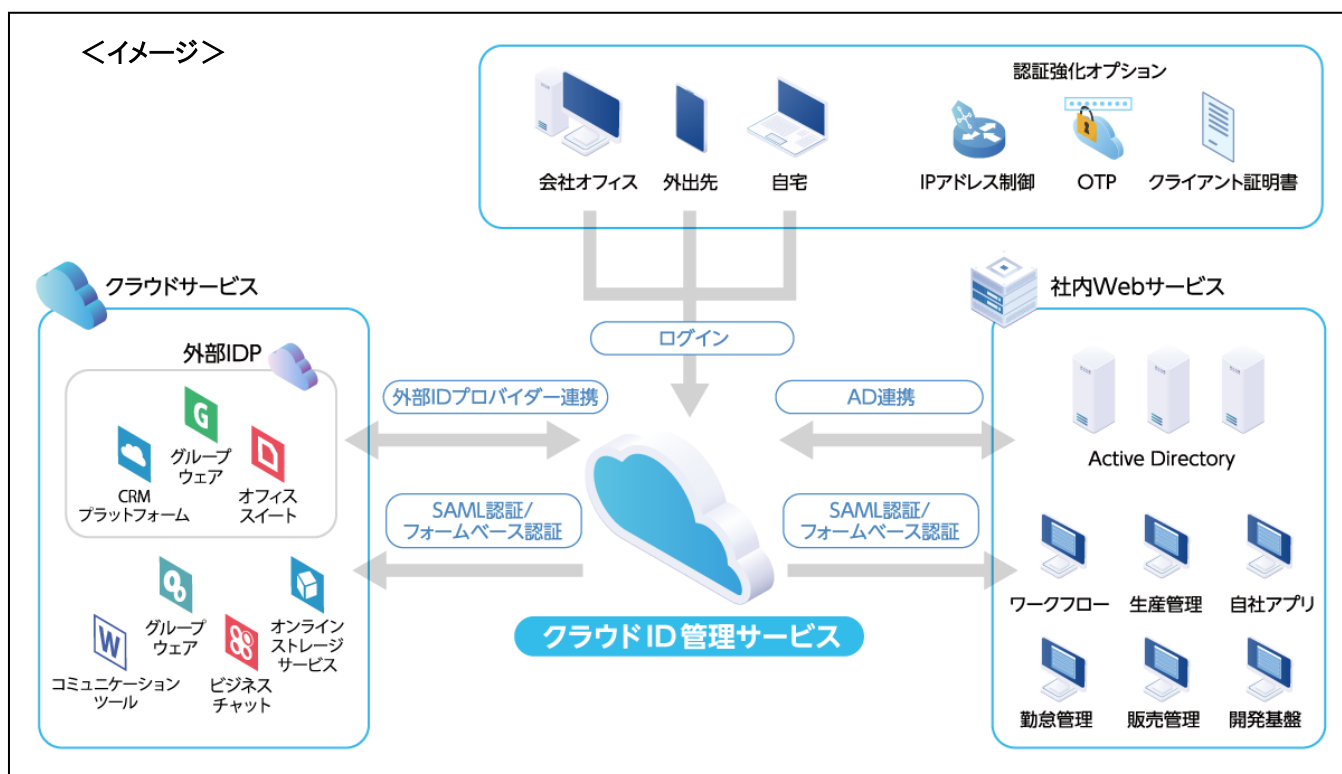 ＜イメージ＞
認証強化オプション
会社オフィス
外出先
自宅
IPアドレス制御
OTP
クライアント証明書
クラウドサービス
社内Webサービス
ログイン
外部IDP
外部IDプロバイダー連携
AD連携
G
グループ
ウェア
CRM
プラットフォーム
オフィス
スイート
Active Directory
SAML認証/
フォームベース認証
SAML認証/
フォームベース認証
グループ
ウェア
オンライン
ストレージ
サービス
W
コミュニケーション
ツール
ビジネス
チャット
クラウドID管理サービス
ワークフロー
生産管理
自社アプリ
勤怠管理
販売管理
開発基盤